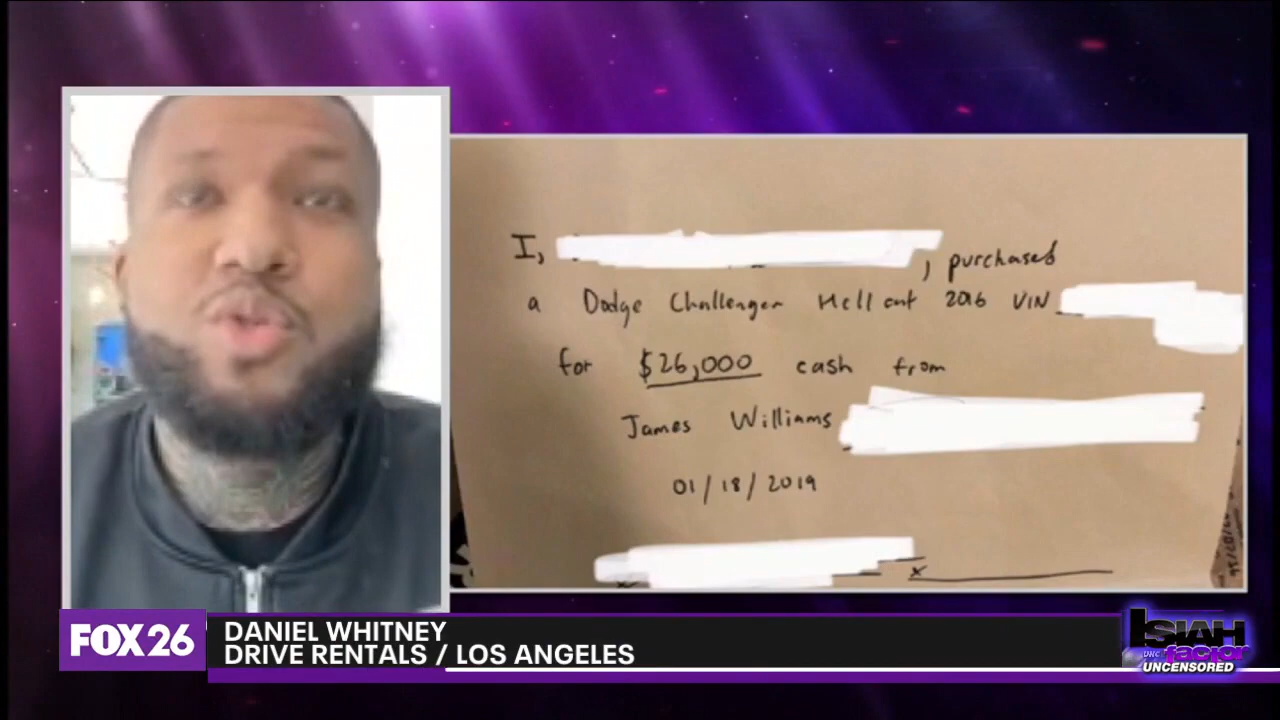 I, , purchased
a Dodge Challenger Hellcat 2016 VIN
for $26,000 cash from
James Williams
01/18/2019
x
FOX 26
DANIEL WHITNEY
DRIVE RENTALS / LOS ANGELES
ISIAH
THE factor
UNCENSORED